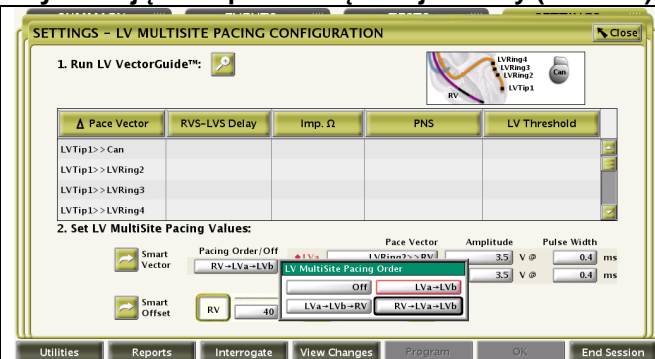 SETTINGS – LV MULTISITE PACING CONFIGURATION
Close
1. Run LV VectorGuide™:
LVRing4
LVRing3
LVRing2
LVTip1
RV
Can
Δ Pace Vector RVS-LVS Delay Imp. Ω PNS LV Threshold
LVTip1>>Can
LVTip1>>LVRing2
LVTip1>>LVRing3
LVTip1>>LVRing4
2. Set LV MultiSite Pacing Values:
Pace Vector Amplitude Pulse Width
Smart Vector
Pacing Order/Off
RV→LVa→LVb
LVa
LVRing2>>RV
3.5 V @ 0.4 ms
3.5 V @ 0.4 ms
LV MultiSite Pacing Order
Off LVa→LVb
LVa→LVb→RV RV→LVa→LVb
Smart Offset
RV 40
Utilities Reports Interrogate View Changes Program OK End Session